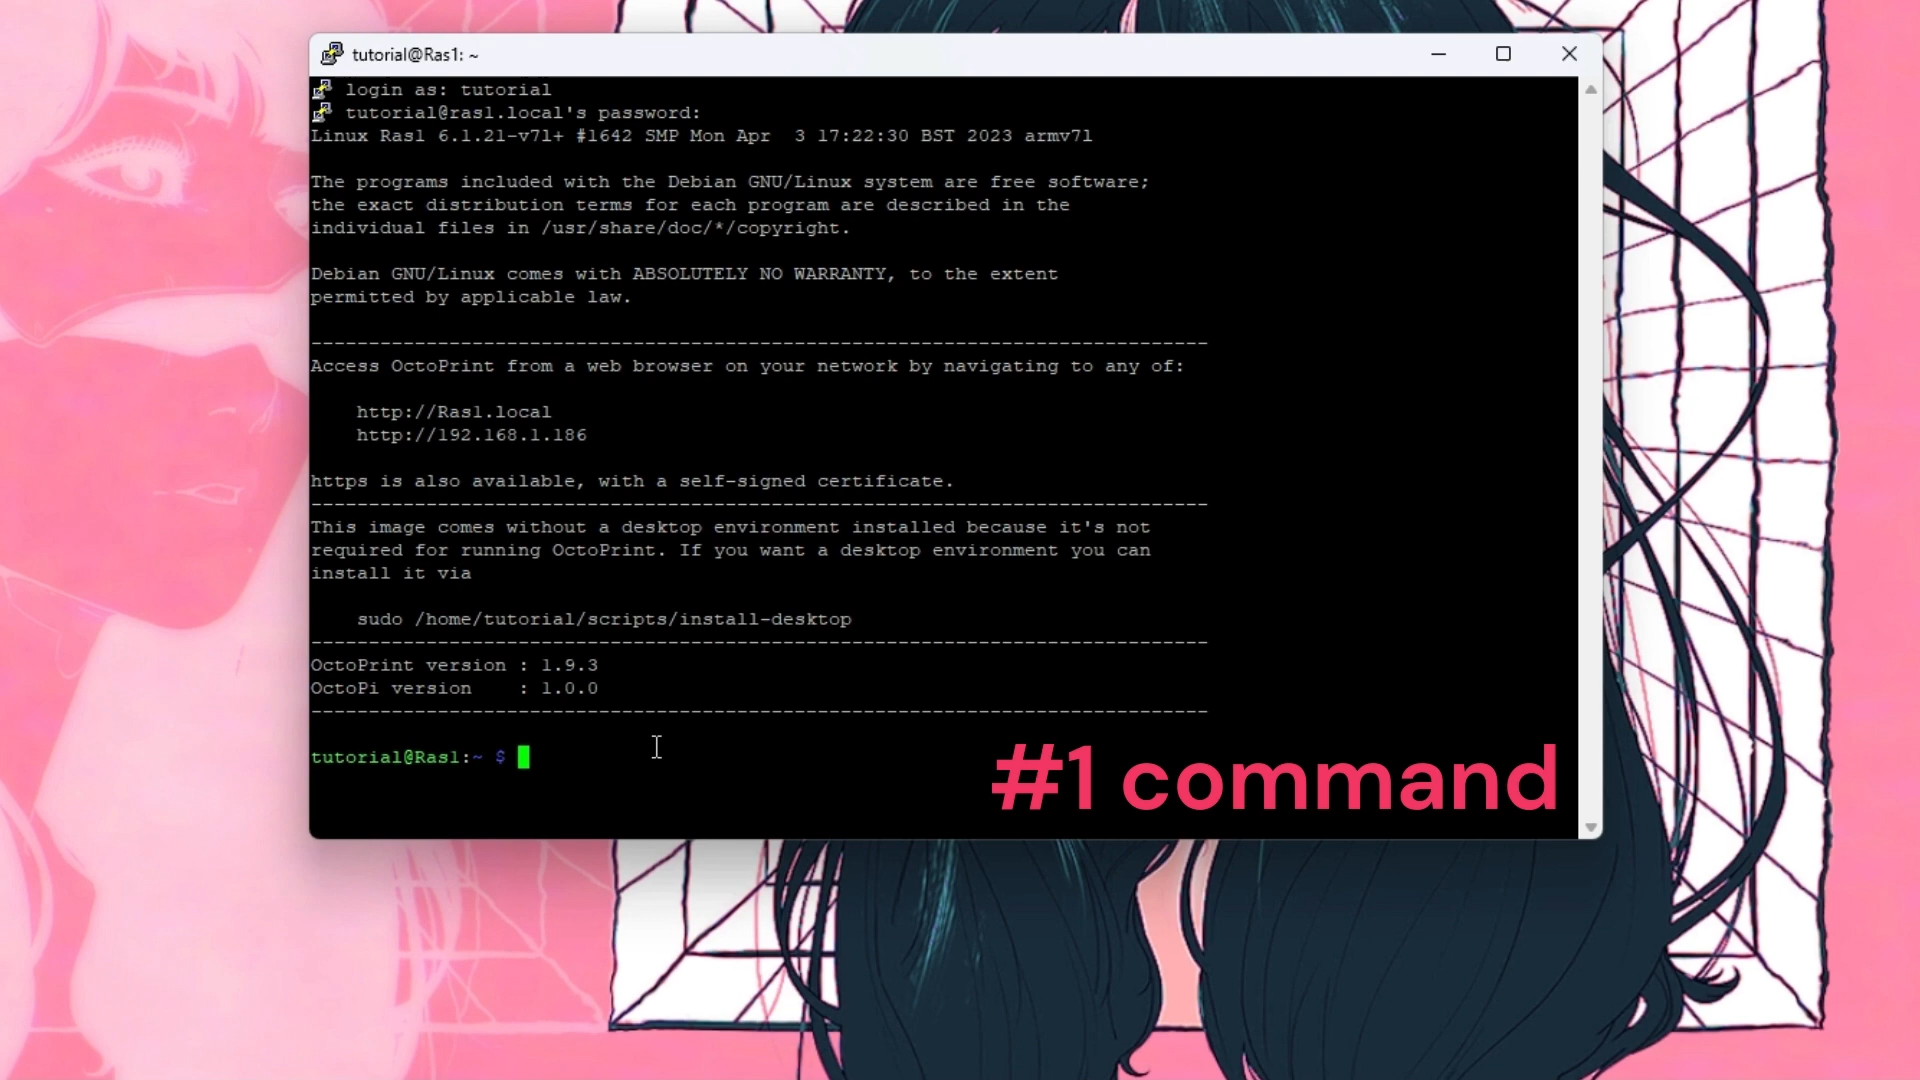 tutorial@Ras1: ~
login as: tutorial
tutorial@ras1.local's password:
Linux Ras1 6.1.21-v7l+ #1642 SMP Mon Apr  3 17:22:30 BST 2023 armv7l
The programs included with the Debian GNU/Linux system are free software;
the exact distribution terms for each program are described in the
individual files in /usr/share/doc/*/copyright.
Debian GNU/Linux comes with ABSOLUTELY NO WARRANTY, to the extent
permitted by applicable law.
------------------------------------------------------------------------------
Access OctoPrint from a web browser on your network by navigating to any of:
http://Ras1.local
http://192.168.1.186
https is also available, with a self-signed certificate.
------------------------------------------------------------------------------
This image comes without a desktop environment installed because it's not
required for running OctoPrint. If you want a desktop environment you can
install it via
sudo /home/tutorial/scripts/install-desktop
------------------------------------------------------------------------------
OctoPrint version : 1.9.3
OctoPi version    : 1.0.0
------------------------------------------------------------------------------
tutorial@Ras1:~ $
#1 command